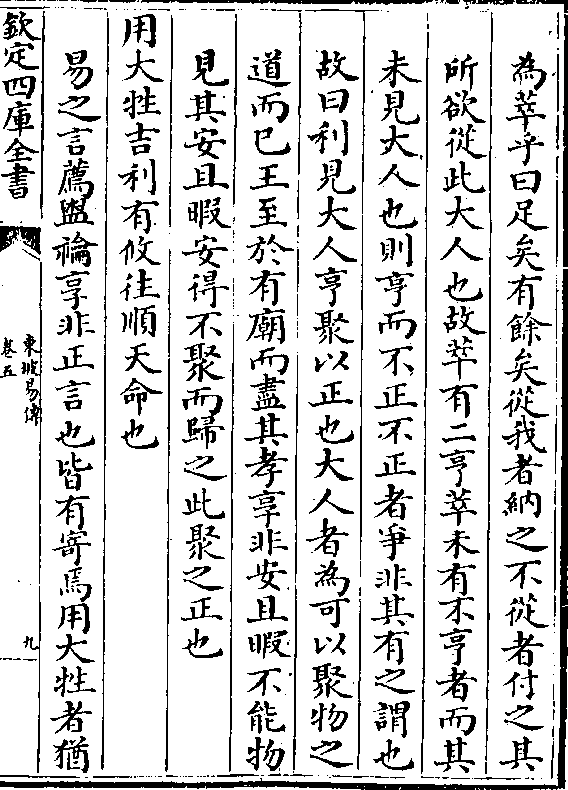 為萃乎曰足矣有餘矣從我者納之不從者付之其
所欲從此大人也故萃有二亨萃未有不亨者而其
未見大人也則亨而不正不正者爭非其有之謂也
故曰利見大人亨聚以正也大人者為可以聚物之
道而已王至於有廟而盡其孝享非安且暇不能物
見其安且暇安得不聚而歸之此聚之正也
用大牲吉利有攸往順天命也
易之言薦盥禴享非正言也皆有寄焉用大牲者猶
欽定四庫全書
東坡易傳
卷五
九